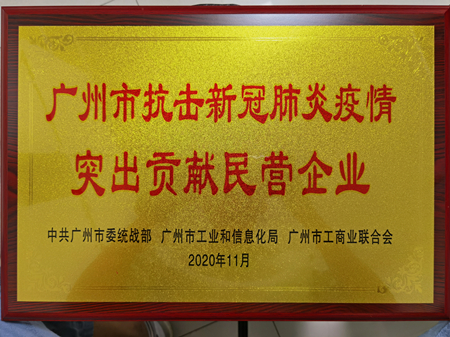 广州市抗击新冠肺炎疫情
突出贡献民营企业
中共广州市委统战部 广州市工业和信息化局 广州市工商业联合会
2020年11月